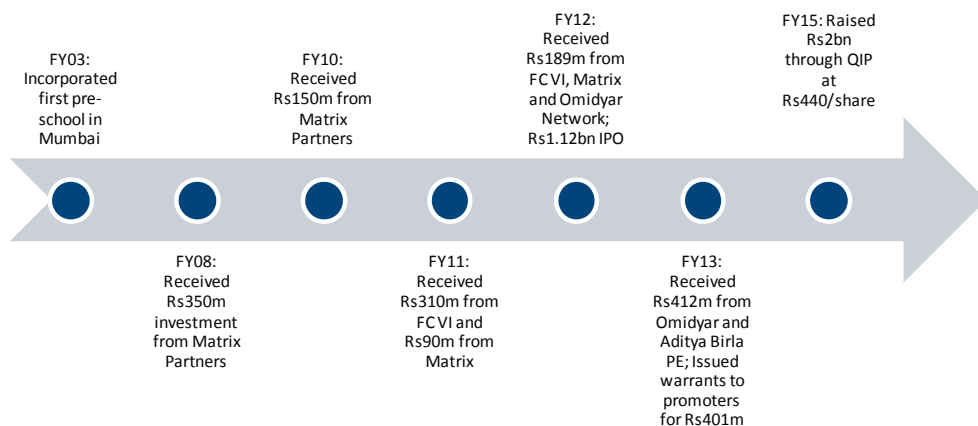 FY03:
Incorporated
first pre-
school in
Mumbai
FY08:
Received
Rs350m
investment
from Matrix
Partners
FY10:
Received
Rs150m from
Matrix
Partners
FY11:
Received
Rs310m from
FCVI and
Rs90m from
Matrix
FY12:
Received
Rs189m from
FCVI, Matrix
and Omidyar
Network;
Rs1.12bn IPO
FY13:
Received
Rs412m from
Omidyar and
Aditya Birla
PE; Issued
warrants to
promoters
for Rs401m
FY15: Raised
Rs2bn
through QIP
at
Rs440/share